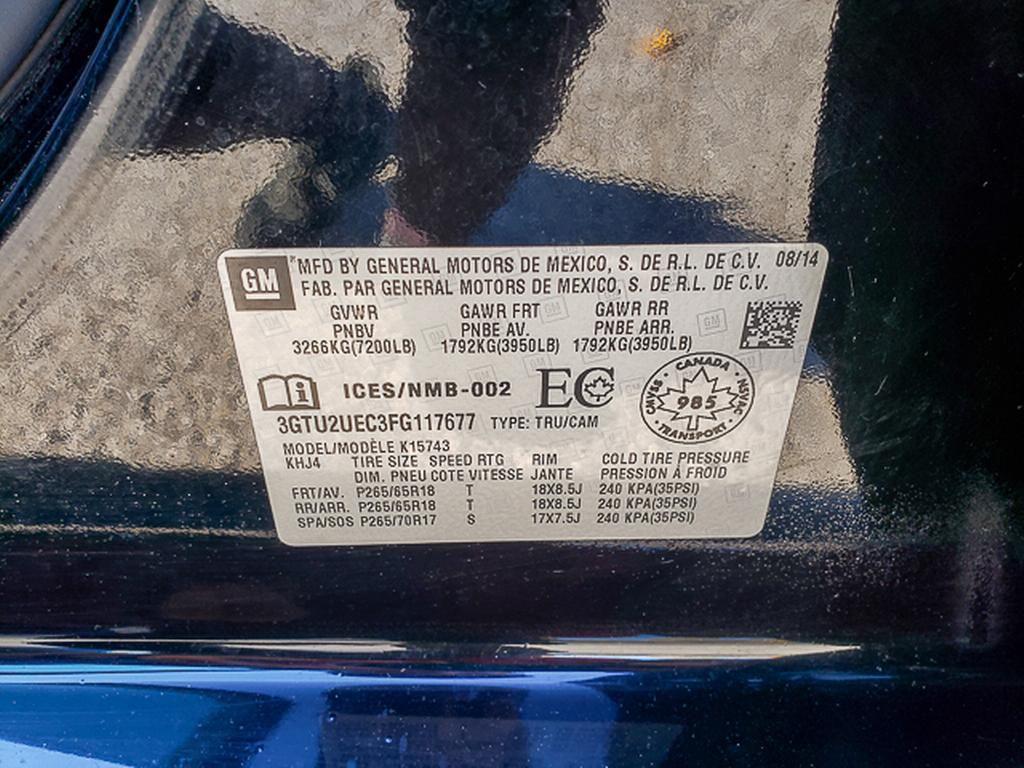 GM
MFD BY GENERAL MOTORS DE MEXICO, S. DE R.L. DE C.V. 08/14
FAB. PAR GENERAL MOTORS DE MEXICO, S. DE R.L. DE C.V.
GVWR GAWR FRT GAWR RR
PNBV PNBE AV. PNBE ARR.
3266KG(7200LB) 1792KG(3950LB) 1792KG(3950LB)
ICES/NMB-002 EC
CANADA
CMVSS 985 NSVAC
TRANSPORT
3GTU2UEC3FG117677 TYPE: TRU/CAM
MODEL/MODÈLE K15743
KHJ4 TIRE SIZE SPEED RTG RIM COLD TIRE PRESSURE
DIM. PNEU COTE VITESSE JANTE PRESSION À FROID
FRT/AV. P265/65R18 T 18X8.5J 240 KPA(35PSI)
RR/ARR. P265/65R18 T 18X8.5J 240 KPA(35PSI)
SPA/SOS P265/70R17 S 17X7.5J 240 KPA(35PSI)